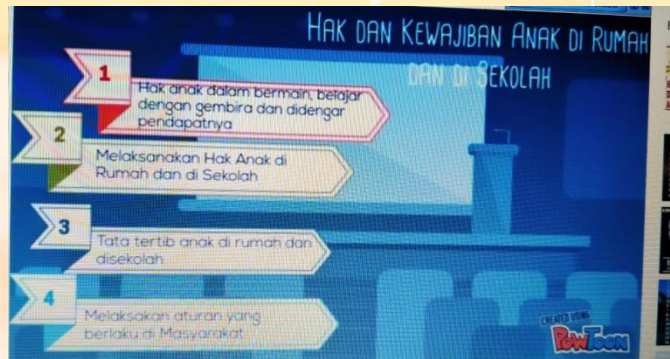 HAK DAN KEWAJIBAN ANAK DI RUMAH
DAN DI SEKOLAH
1
Hak anak dalam bermain, belajar
dengan gembira dan didengar
pendapatnya
2
Melaksanakan Hak Anak di
Rumah dan di Sekolah
3
Tata tertib anak di rumah dan
disekolah
4
Melaksakan aturan yang
berlaku di Masyarakat
CREATED USING
POWTOON